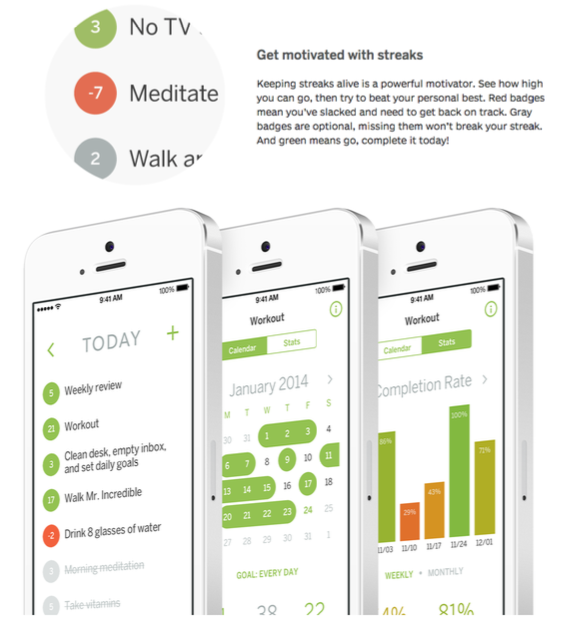 3 No TV
-7 Meditate
2 Walk
Get motivated with streaks
Keeping streaks alive is a powerful motivator. See how high
you can go, then try to beat your personal best. Red badges
mean you've slacked and need to get back on track. Gray
badges are optional, missing them won't break your streak.
And green means go, complete it today!
9:41 AM 100%
TODAY +
5 Weekly review
21 Workout
3 Clean desk, empty inbox,
and set daily goals
17 Walk Mr. Incredible
-2 Drink 8 glasses of water
3 Morning meditation
5 Take vitamins
9:41 AM 100%
Workout
Calendar Stats
January 2014
M T W T F S
30 31 1 2 3 4
6 7 8 9 10 11
13 14 15 16 17 18
20 21 22 23 24 25
27 28 29 30 31 1
GOAL: EVERY DAY
38 22
9:41 AM 100%
Workout
Calendar Stats
Completion Rate
86% 29% 43% 100% 72%
11/03 11/10 11/17 11/24 12/01
WEEKLY • MONTHLY
81%